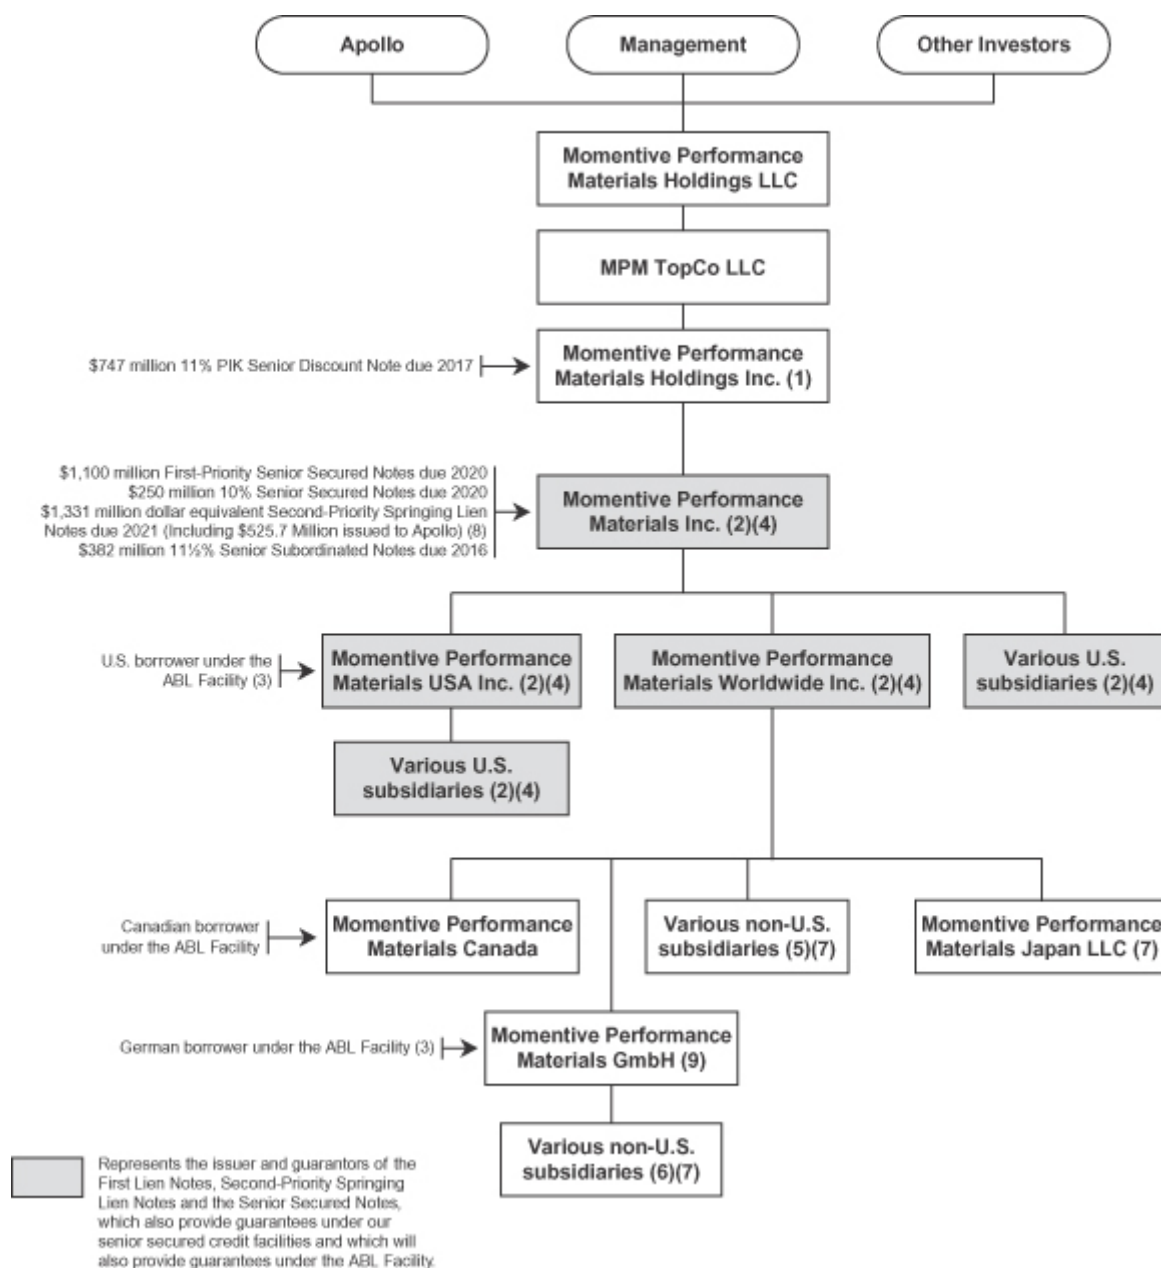 Apollo
Management
Other Investors
Momentive Performance
Materials Holdings LLC
MPM TopCo LLC
$747 million 11% PIK Senior Discount Note due 2017
Momentive Performance
Materials Holdings Inc. (1)
$1,100 million First-Priority Senior Secured Notes due 2020
$250 million 10% Senior Secured Notes due 2020
$1,331 million dollar equivalent Second-Priority Springing Lien
Notes due 2021 (Including $525.7 Million issued to Apollo) (8)
$382 million 11½% Senior Subordinated Notes due 2016
Momentive Performance
Materials Inc. (2)(4)
U.S. borrower under the
ABL Facility (3)
Momentive Performance
Materials USA Inc. (2)(4)
Momentive Performance
Materials Worldwide Inc. (2)(4)
Various U.S.
subsidiaries (2)(4)
Various U.S.
subsidiaries (2)(4)
Canadian borrower
under the ABL Facility
Momentive Performance
Materials Canada
Various non-U.S.
subsidiaries (5)(7)
Momentive Performance
Materials Japan LLC (7)
German borrower under the ABL Facility (3)
Momentive Performance
Materials GmbH (9)
Various non-U.S.
subsidiaries (6)(7)
Represents the issuer and guarantors of the
First Lien Notes, Second-Priority Springing
Lien Notes and the Senior Secured Notes,
which also provide guarantees under our
senior secured credit facilities and which will
also provide guarantees under the ABL Facility.